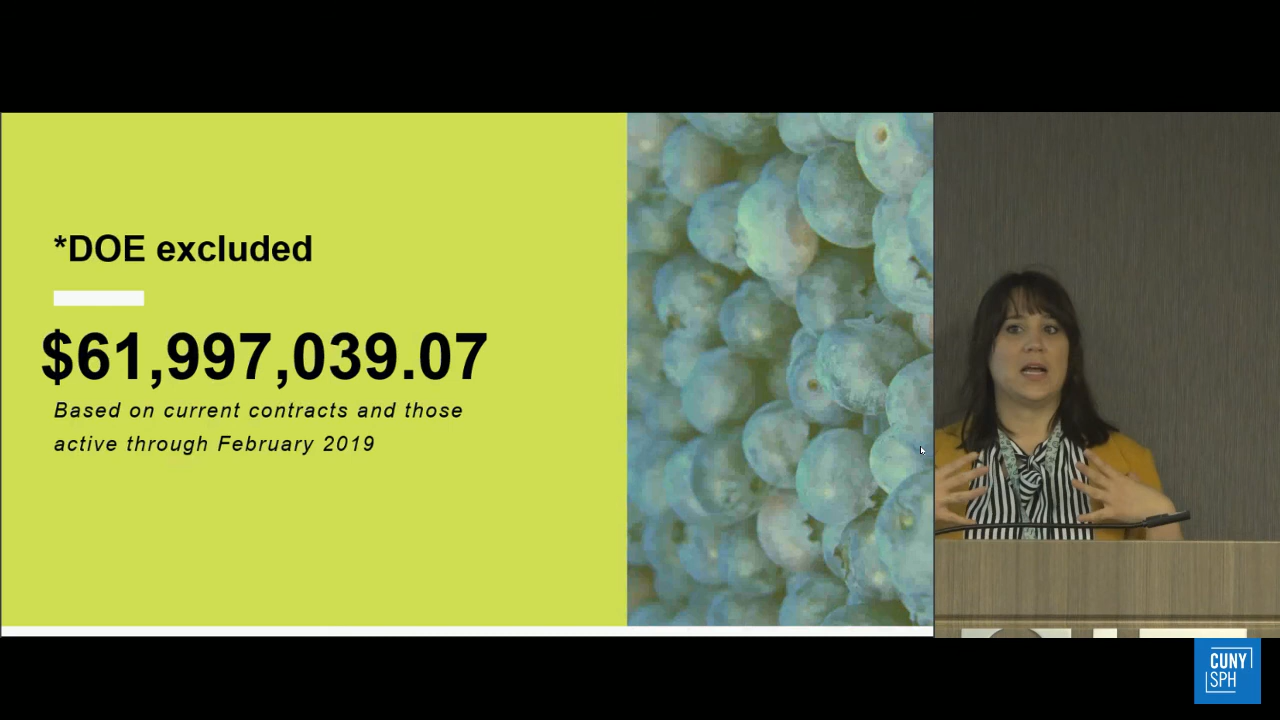 *DOE excluded
$61,997,039.07
Based on current contracts and those
active through February 2019
CUNY
SPH